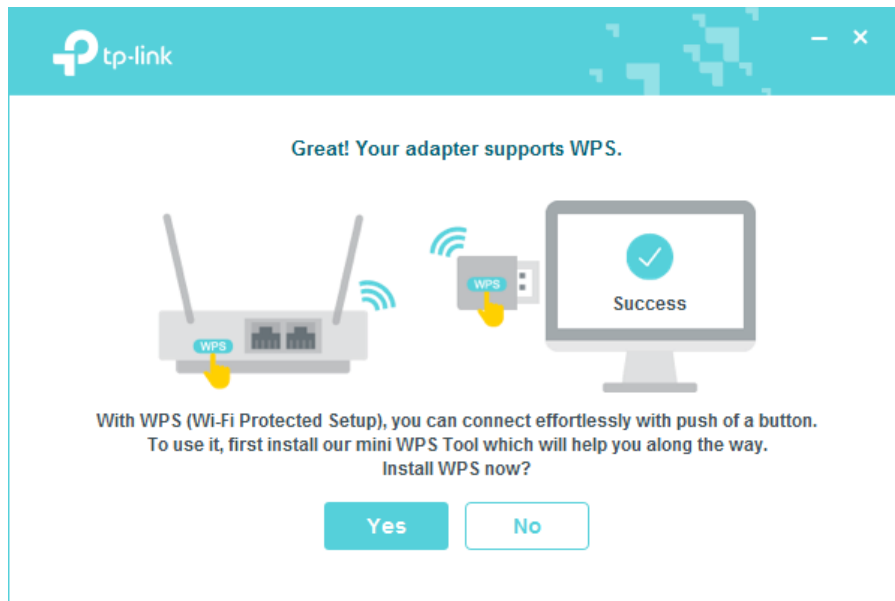 tp-link
Great! Your adapter supports WPS.
WPS
WPS
Success
With WPS (Wi-Fi Protected Setup), you can connect effortlessly with push of a button.
To use it, first install our mini WPS Tool which will help you along the way.
Install WPS now?
Yes
No